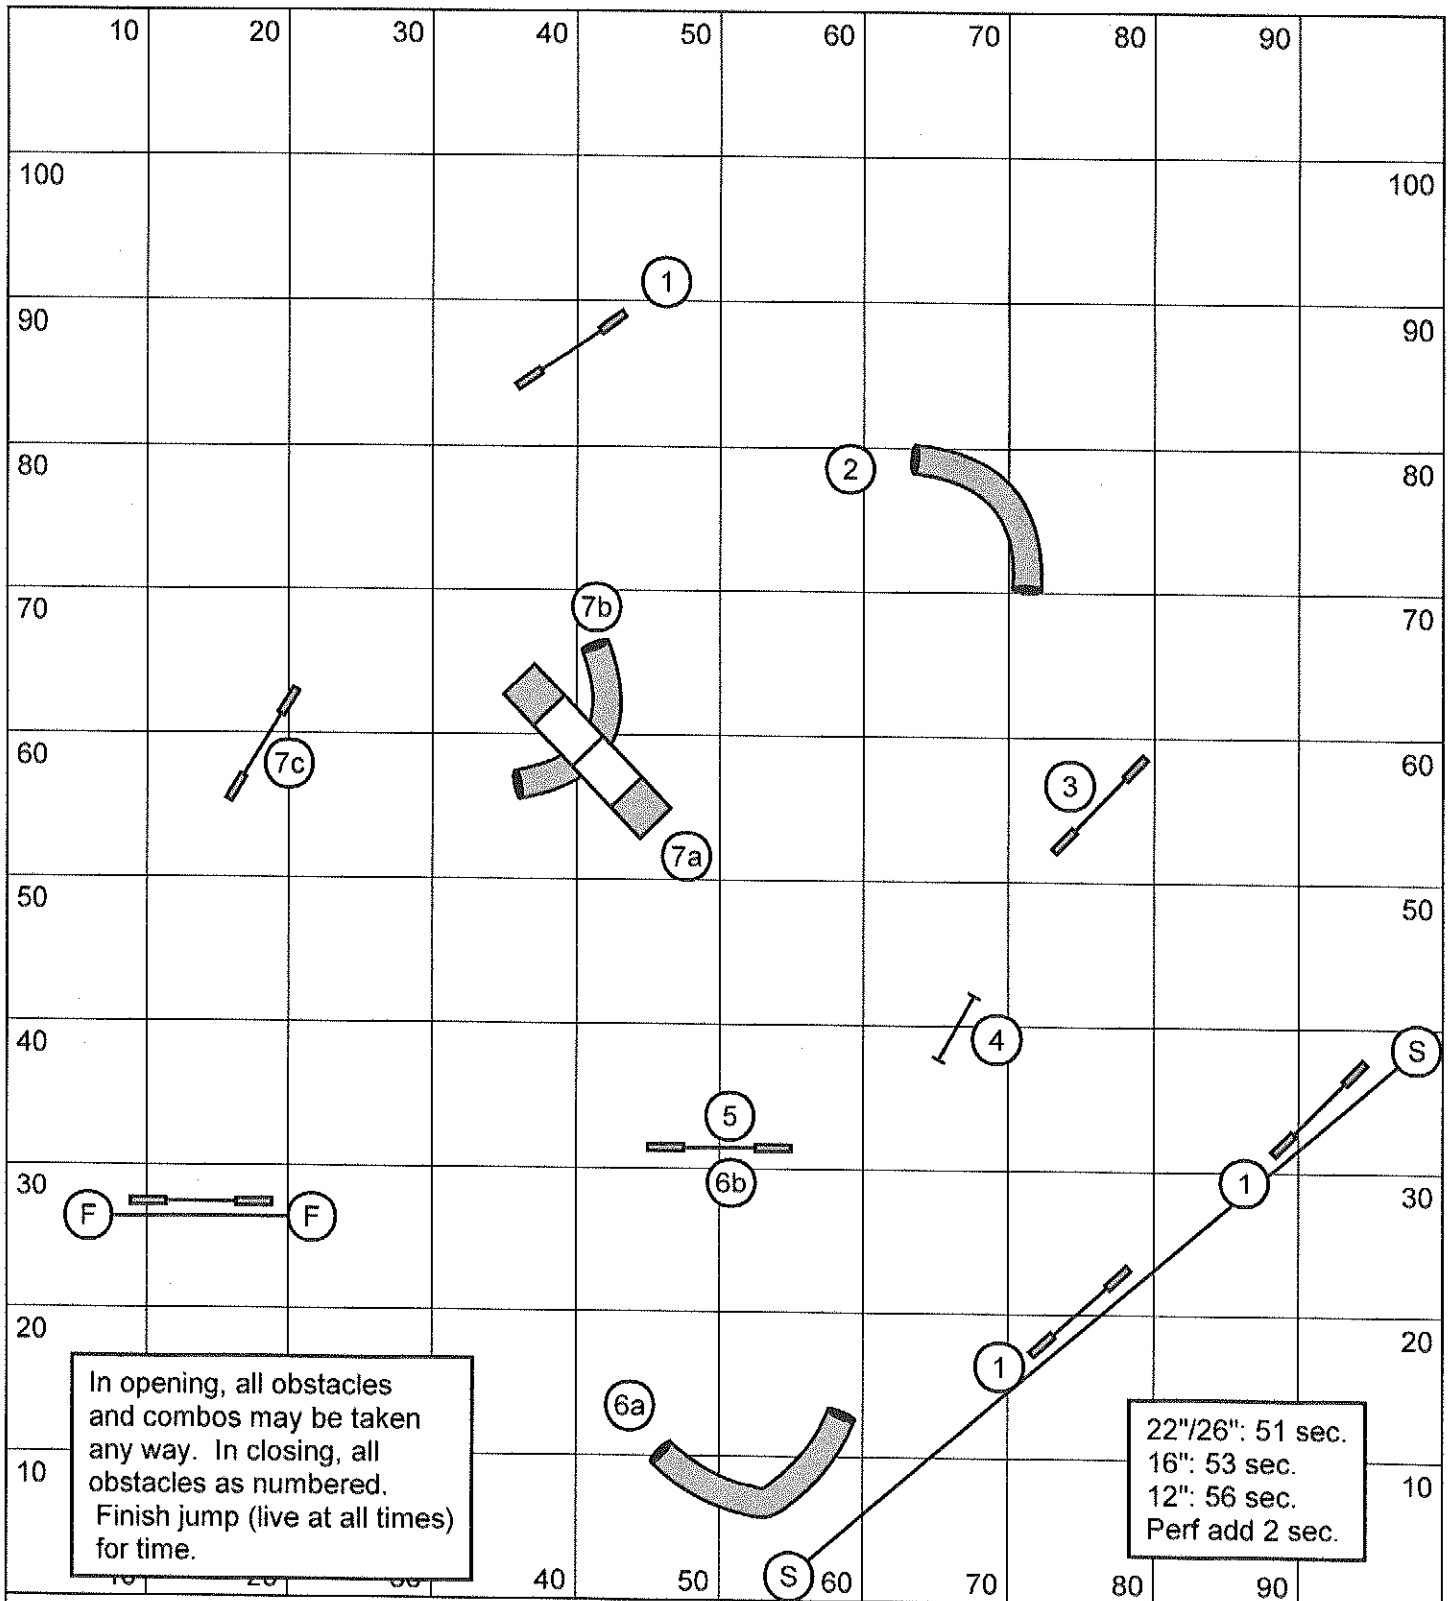 10 20 30 40 50 60 70 80 90
100 100
1
90 90
2
80 80
7b
70 70
60 7c 3 60
7a
50 50
40 4 S
5
30 6b 1 30
F F
20 1 20
6a
In opening, all obstacles
and combos may be taken
any way. In closing, all
obstacles as numbered.
Finish jump (live at all times)
for time.
22"/26": 51 sec.
16": 53 sec.
12": 56 sec.
Perf add 2 sec.
10 10
10 20 30 40 50 S 60 70 80 90